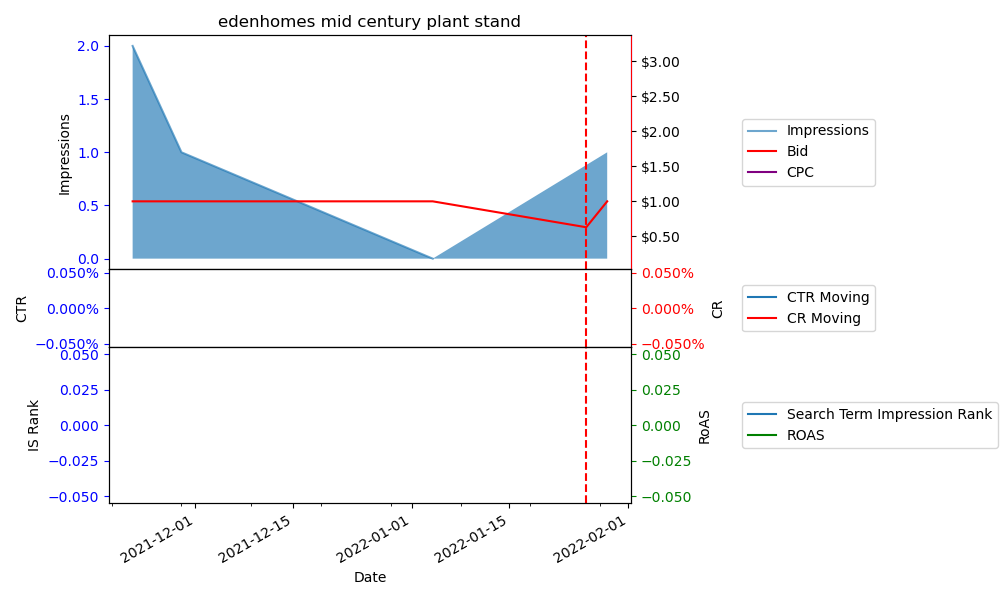 edenhomes mid century plant stand
Impressions
2.0
1.5
1.0
0.5
0.0
$3.00
$2.50
$2.00
$1.50
$1.00
$0.50
Impressions
Bid
CPC
CTR
0.050%
0.000%
−0.050%
0.050%
0.000%
−0.050%
CR
CTR Moving
CR Moving
IS Rank
0.050
0.025
0.000
−0.025
−0.050
0.050
0.025
0.000
−0.025
−0.050
RoAS
Search Term Impression Rank
ROAS
2021-12-01
2021-12-15
2022-01-01
2022-01-15
2022-02-01
Date